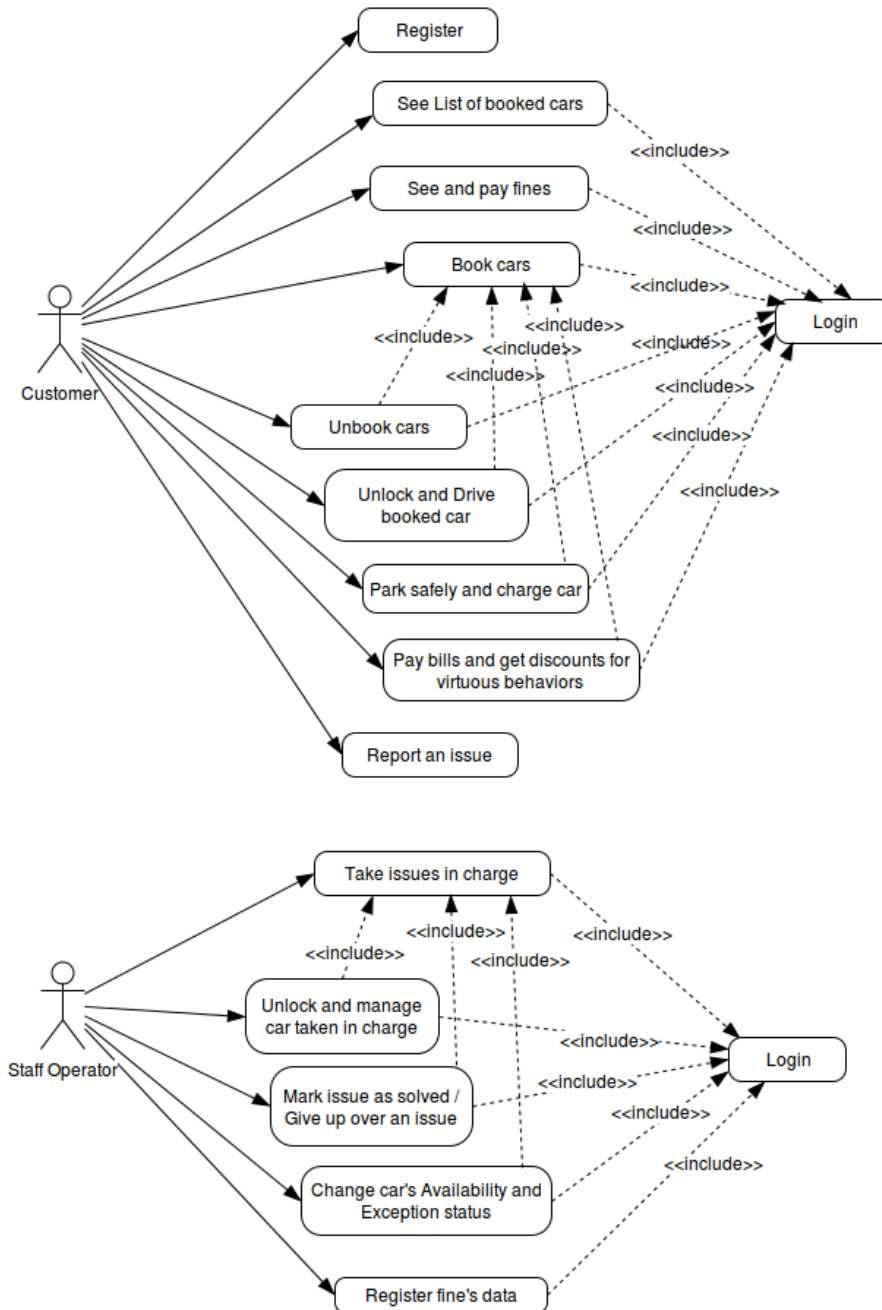 Register
See List of booked cars
<<include>>
See and pay fines
<<include>>
Book cars
<<include>>
Login
<<include>>
<<include>>
<<include>>
<<include>>
<<include>>
<<include>>
Customer
Unbook cars
<<include>>
Unlock and Drive
booked car
<<include>>
Park safely and charge car
Pay bills and get discounts for
virtuous behaviors
Report an issue
Take issues in charge
<<include>>
<<include>>
<<include>>
<<include>>
Unlock and manage
car taken in charge
<<include>>
Login
Staff Operator
<<include>>
Mark issue as solved /
Give up over an issue
<<include>>
<<include>>
Change car's Availability and
Exception status
Register fine's data